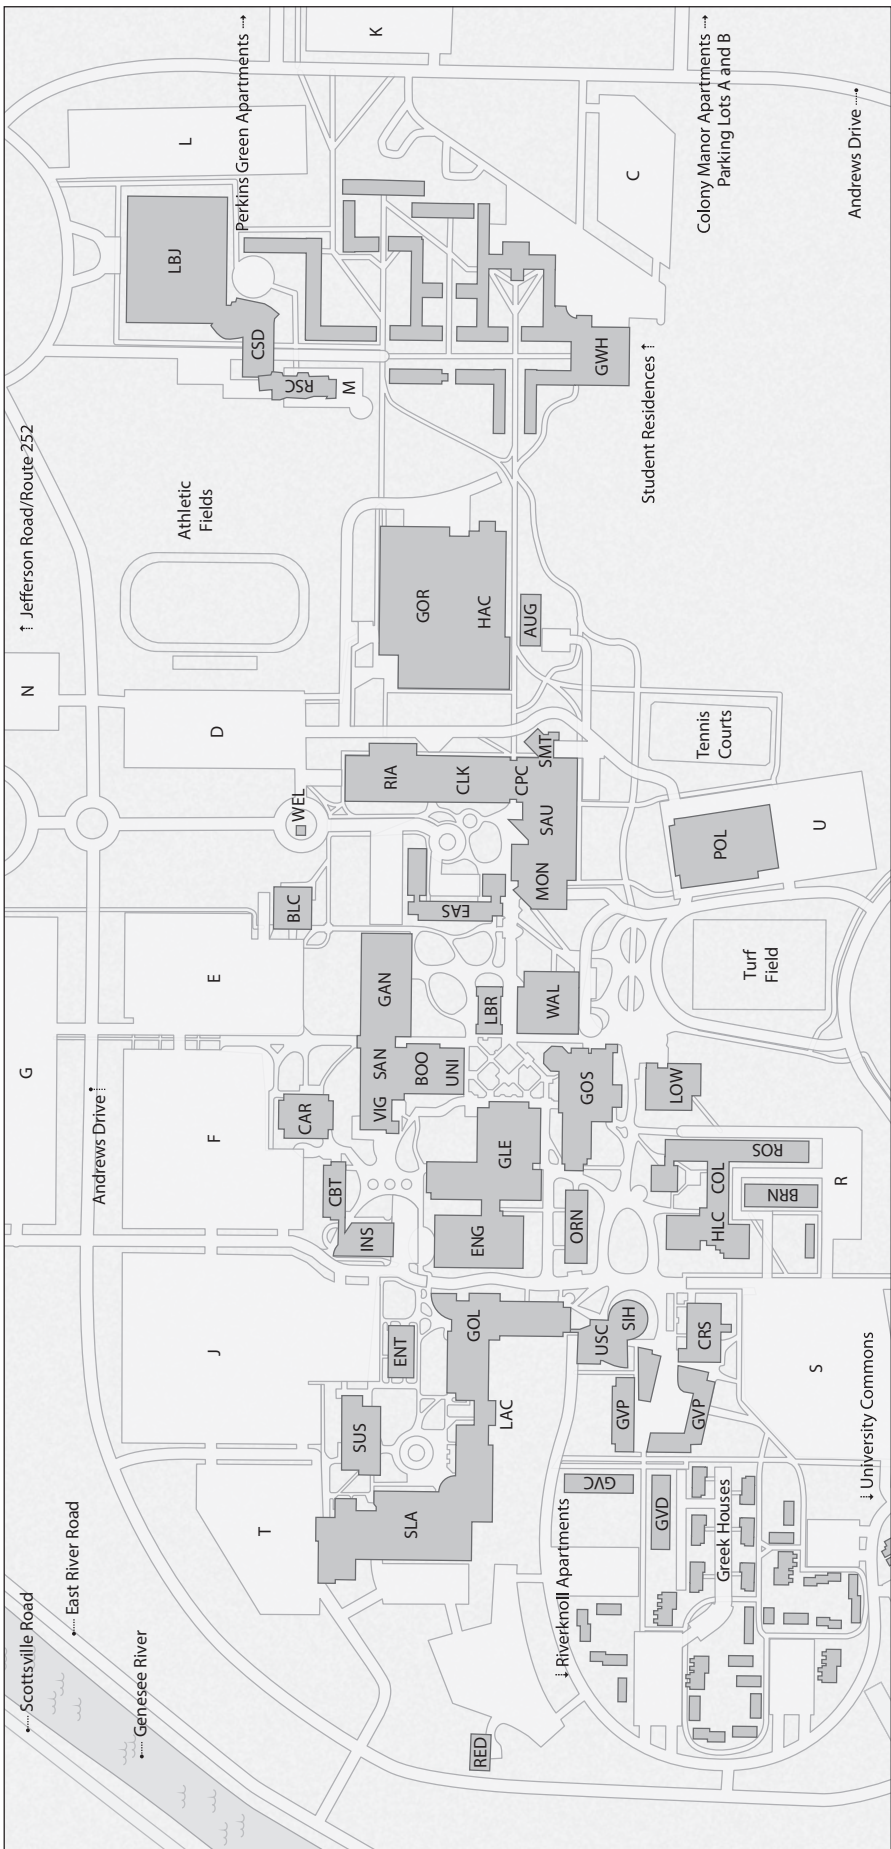 K
Perkins Green Apartments
Colony Manor Apartments
Parking Lots A and B
Andrews Drive
L
C
LBJ
CSD
RSC
M
GWH
Student Residences
Jefferson Road/Route 252
Athletic
Fields
GOR
HAC
AUG
N
D
Tennis
Courts
RIA
CLK
CPC
SMT
WEL
SAU
MON
POL
U
BLC
EAS
E
GAN
LBR
WAL
Turf
Field
G
SAN
BOO
UNI
VIG
GOS
LOW
Andrews Drive
F
CAR
GLE
CBT
INS
ENG
ORN
COL
ROS
HLC
BRN
R
J
ENT
GOL
USC
SIH
CRS
S
SUS
LAC
GVP
GVP
University Commons
T
SLA
GVC
GVD
Greek Houses
Riverknoll Apartments
East River Road
Scottsville Road
Genesee River
RED